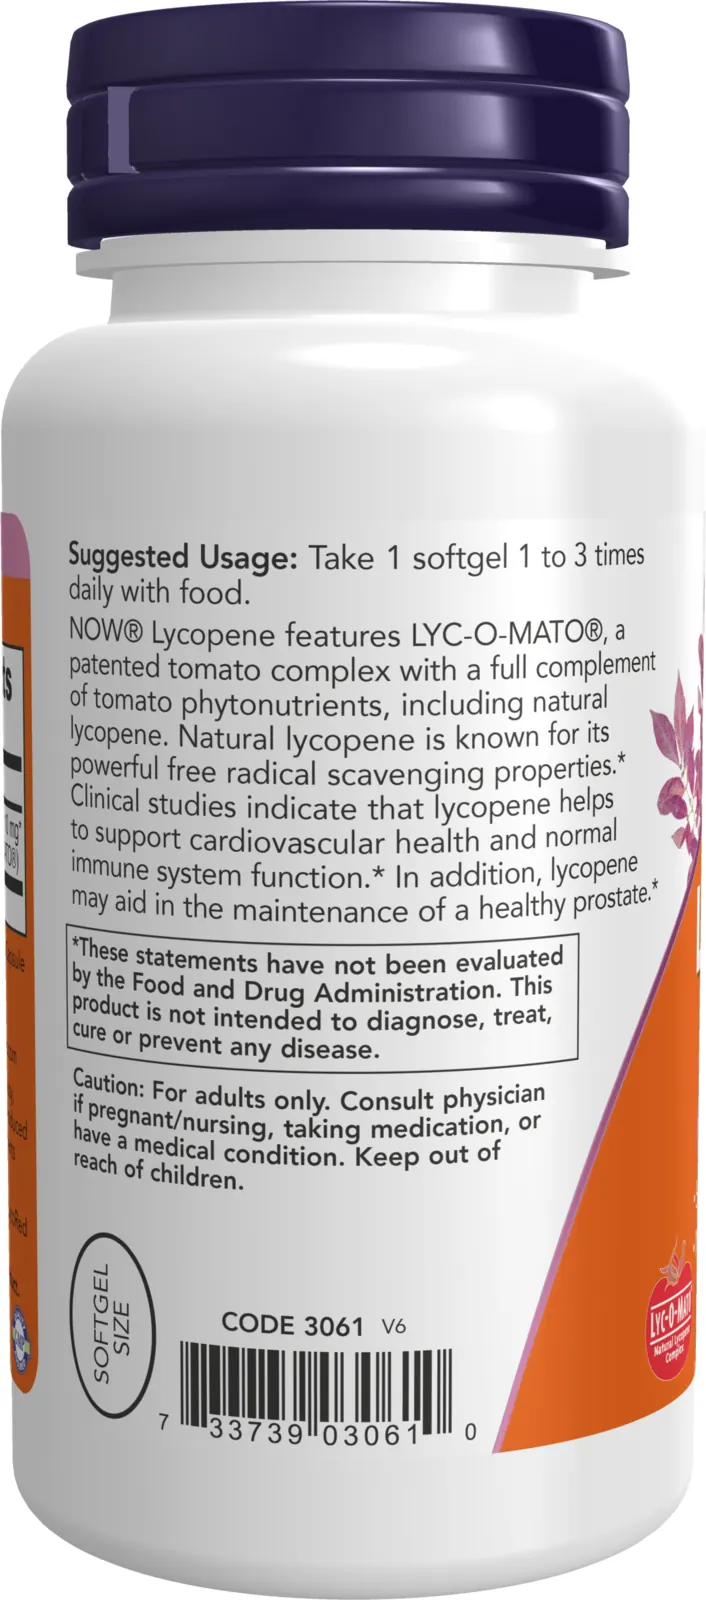 Suggested Usage: Take 1 softgel 1 to 3 times
daily with food.
NOW® Lycopene features LYC-O-MATO®, a
patented tomato complex with a full complement
of tomato phytonutrients, including natural
lycopene. Natural lycopene is known for its
powerful free radical scavenging properties.*
Clinical studies indicate that lycopene helps
to support cardiovascular health and normal
immune system function.* In addition, lycopene
may aid in the maintenance of a healthy prostate.*
*These statements have not been evaluated
by the Food and Drug Administration. This
product is not intended to diagnose, treat,
cure or prevent any disease.
Caution: For adults only. Consult physician
if pregnant/nursing, taking medication, or
have a medical condition. Keep out of
reach of children.
SOFTGEL
SIZE
CODE 3061 V6
7 33739 03061 0
LYC-O-MATO®
Natural Lycopene
Complex